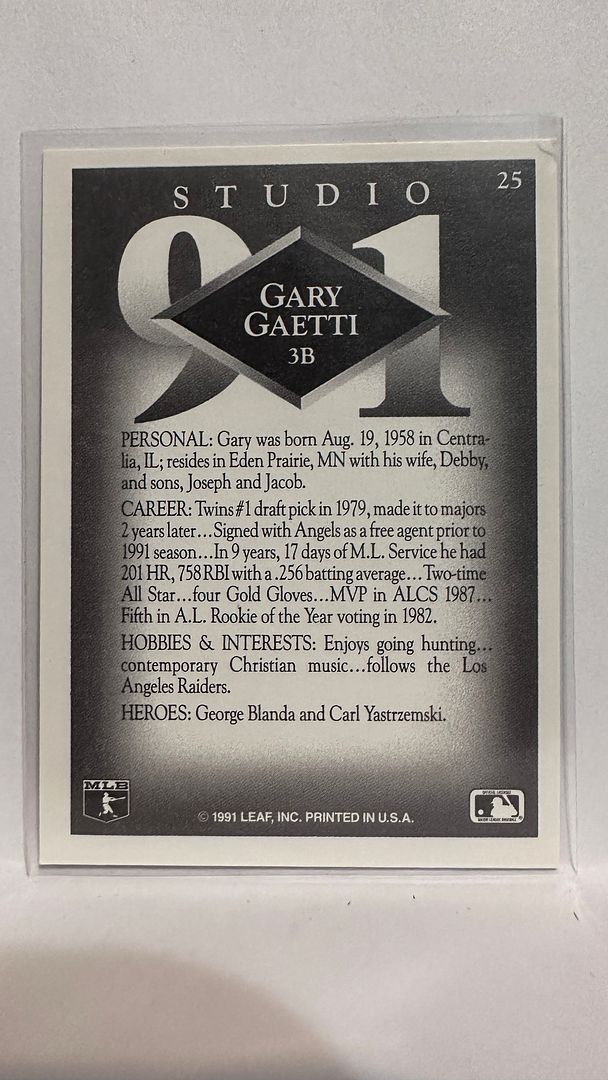 25
STUDIO
91
GARY
GAETTI
3B
PERSONAL: Gary was born Aug. 19, 1958 in Centra-
lia, IL; resides in Eden Prairie, MN with his wife, Debby,
and sons, Joseph and Jacob.
CAREER: Twins #1 draft pick in 1979, made it to majors
2 years later...Signed with Angels as a free agent prior to
1991 season...In 9 years, 17 days of M.L. Service he had
201 HR, 758 RBI with a .256 batting average...Two-time
All Star...four Gold Gloves...MVP in ALCS 1987...
Fifth in A.L. Rookie of the Year voting in 1982.
HOBBIES & INTERESTS: Enjoys going hunting...
contemporary Christian music...follows the Los
Angeles Raiders.
HEROES: George Blanda and Carl Yastrzemski.
MLB
© 1991 LEAF, INC. PRINTED IN U.S.A.
OFFICIAL LICENSEE
MAJOR LEAGUE BASEBALL